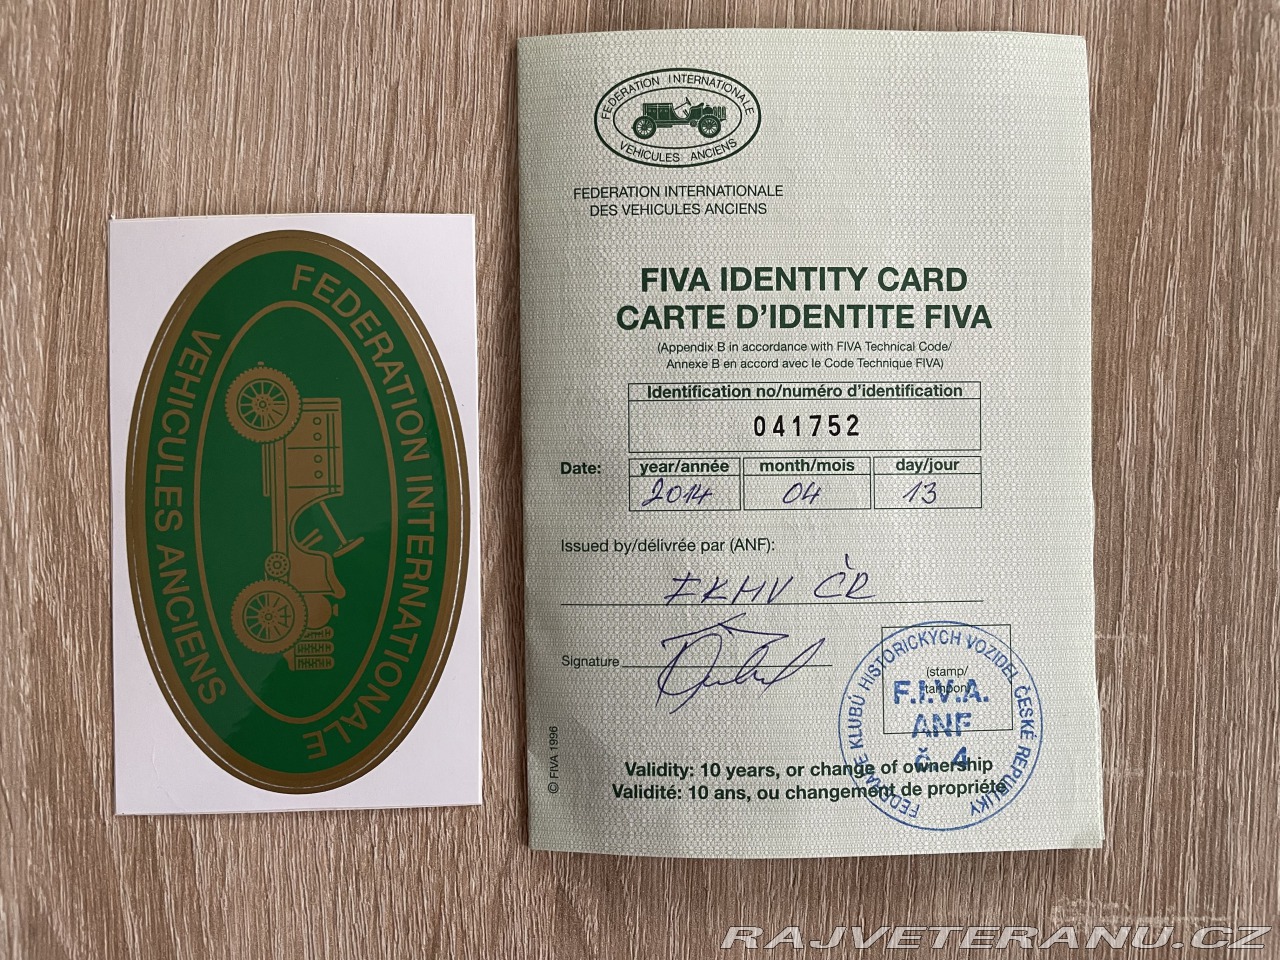 FEDERATION INTERNATIONALE
VEHICULES ANCIENS
FEDERATION INTERNATIONALE
VEHICULES ANCIENS
FEDERATION INTERNATIONALE
DES VEHICULES ANCIENS
FIVA IDENTITY CARD
CARTE D'IDENTITE FIVA
(Appendix B in accordance with FIVA Technical Code/
Annexe B en accord avec le Code Technique FIVA)
Identification no/numéro d'identification
041752
Date: year/année month/mois day/jour
2014 04 13
Issued by/délivrée par (ANF):
FKHV ČR
Signature
(stamp/
tampon)
FEDERACE KLUBŮ HISTORICKÝCH VOZIDEL ČESKÉ REPUBLIKY
F.I.V.A.
ANF
č. 4
© FIVA 1996
Validity: 10 years, or change of ownership
Validité: 10 ans, ou changement de propriété
RAJVETERANU.CZ